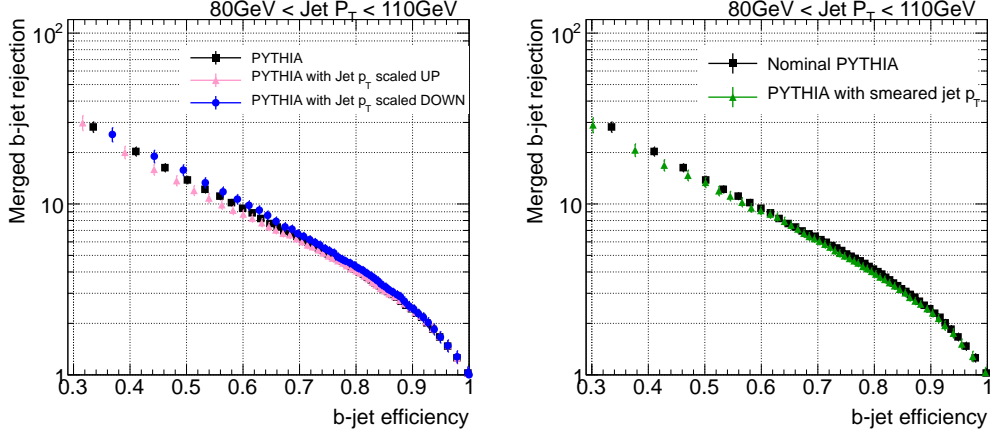 80GeV < Jet P_T < 110GeV
Merged b-jet rejection
10²
10
1
PYTHIA
PYTHIA with Jet p_T scaled UP
PYTHIA with Jet p_T scaled DOWN
0.3 0.4 0.5 0.6 0.7 0.8 0.9 1
b-jet efficiency
80GeV < Jet P_T < 110GeV
Merged b-jet rejection
10²
10
1
Nominal PYTHIA
PYTHIA with smeared jet p_T
0.3 0.4 0.5 0.6 0.7 0.8 0.9 1
b-jet efficiency